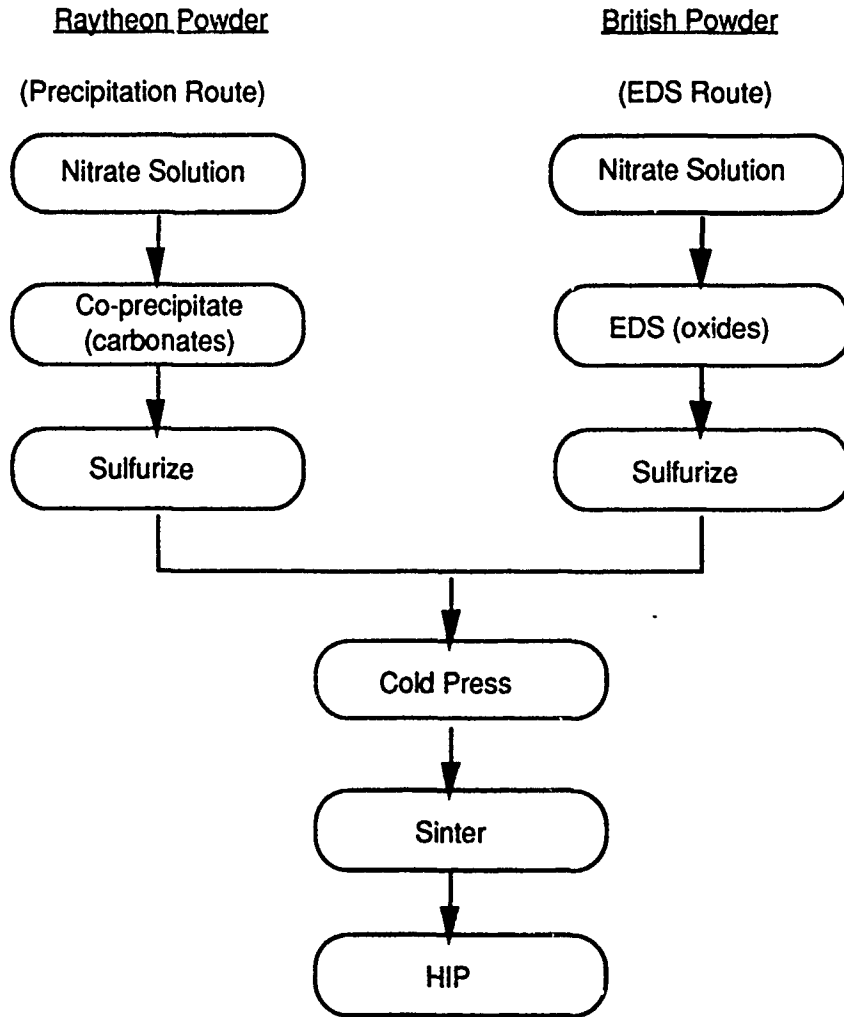 Raytheon Powder
(Precipitation Route)
Nitrate Solution
Co-precipitate
(carbonates)
Sulfurize
British Powder
(EDS Route)
Nitrate Solution
EDS (oxides)
Sulfurize
Cold Press
Sinter
HIP